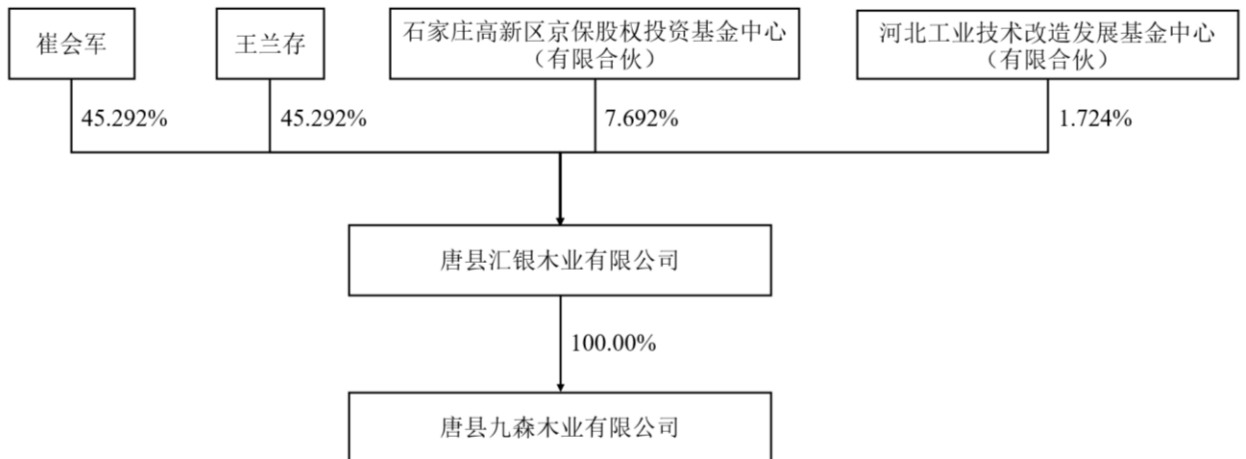 崔会军
王兰存
石家庄高新区京保股权投资基金中心
（有限合伙）
河北工业技术改造发展基金中心
（有限合伙）
45.292%
45.292%
7.692%
1.724%
唐县汇银木业有限公司
100.00%
唐县九森木业有限公司